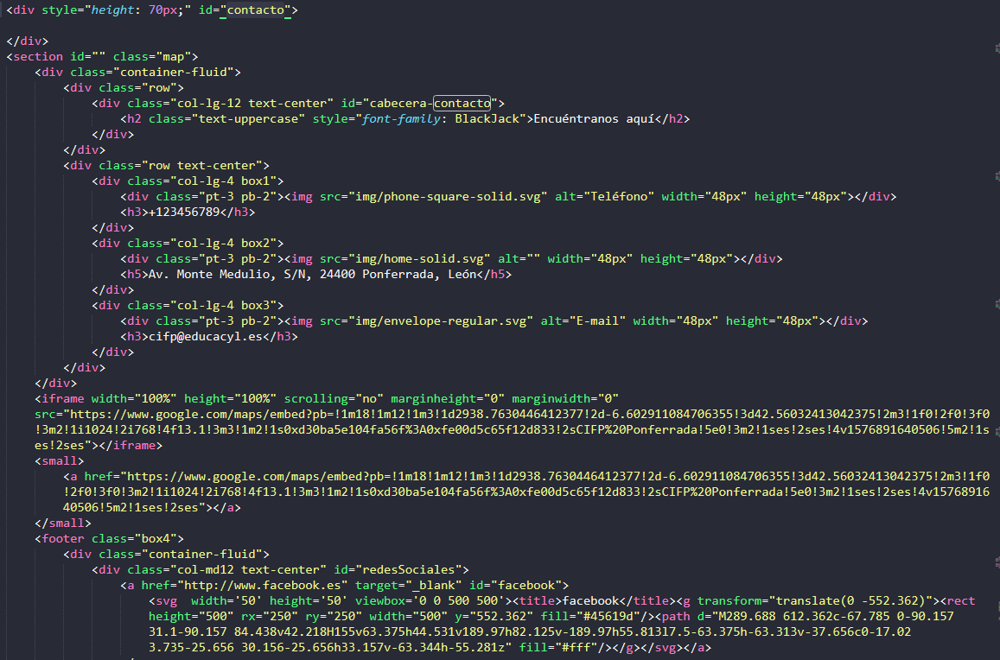 <div style="height: 70px;" id="contacto">
</div>
<section id="" class="map">
<div class="container-fluid">
<div class="row">
<div class="col-lg-12 text-center" id="cabecera-contacto">
<h2 class="text-uppercase" style="font-family: BlackJack">Encuéntranos aquí</h2>
</div>
</div>
<div class="row text-center">
<div class="col-lg-4 box1">
<div class="pt-3 pb-2"><img src="img/phone-square-solid.svg" alt="Teléfono" width="48px" height="48px"></div>
<h3>+123456789</h3>
</div>
<div class="col-lg-4 box2">
<div class="pt-3 pb-2"><img src="img/home-solid.svg" alt="" width="48px" height="48px"></div>
<h5>Av. Monte Medulio, S/N, 24400 Ponferrada, León</h5>
</div>
<div class="col-lg-4 box3">
<div class="pt-3 pb-2"><img src="img/envelope-regular.svg" alt="E-mail" width="48px" height="48px"></div>
<h3>cifp@educacyl.es</h3>
</div>
</div>
</div>
<iframe width="100%" height="100%" scrolling="no" marginheight="0" marginwidth="0"
src="https://www.google.com/maps/embed?pb=!1m18!1m12!1m3!1d2938.7630446412377!2d-6.602911084706355!3d42.56032413042375!2m3!1f0!2f0!3f0
!3m2!1i1024!2i768!4f13.1!3m3!1m2!1s0xd30ba5e104fa56f%3A0xfe00d5c65f12d833!2sCIFP%20Ponferrada!5e0!3m2!1ses!2ses!4v1576891640506!5m2!1s
es!2ses"></iframe>
<small>
<a href="https://www.google.com/maps/embed?pb=!1m18!1m12!1m3!1d2938.7630446412377!2d-6.602911084706355!3d42.56032413042375!2m3!1f0
!2f0!3f0!3m2!1i1024!2i768!4f13.1!3m3!1m2!1s0xd30ba5e104fa56f%3A0xfe00d5c65f12d833!2sCIFP%20Ponferrada!5e0!3m2!1ses!2ses!4v15768916
40506!5m2!1ses!2ses"></a>
</small>
<footer class="box4">
<div class="container-fluid">
<div class="col-md12 text-center" id="redesSociales">
<a href="http://www.facebook.es" target="_blank" id="facebook">
<svg  width='50' height='50' viewbox='0 0 500 500'><title>facebook</title><g transform="translate(0 -552.362)"><rect
height="500" rx="250" ry="250" width="500" y="552.362" fill="#45619d"/><path d="M289.688 612.362c-67.785 0-90.157
31.1-90.157 84.438v42.218H155v63.375h44.531v189.97h82.125v-189.97h55.813l7.5-63.375h-63.313v-37.656c0-17.02
3.735-25.656 30.156-25.656h33.157v-63.344h-55.281z" fill="#fff"/></g></svg></a>